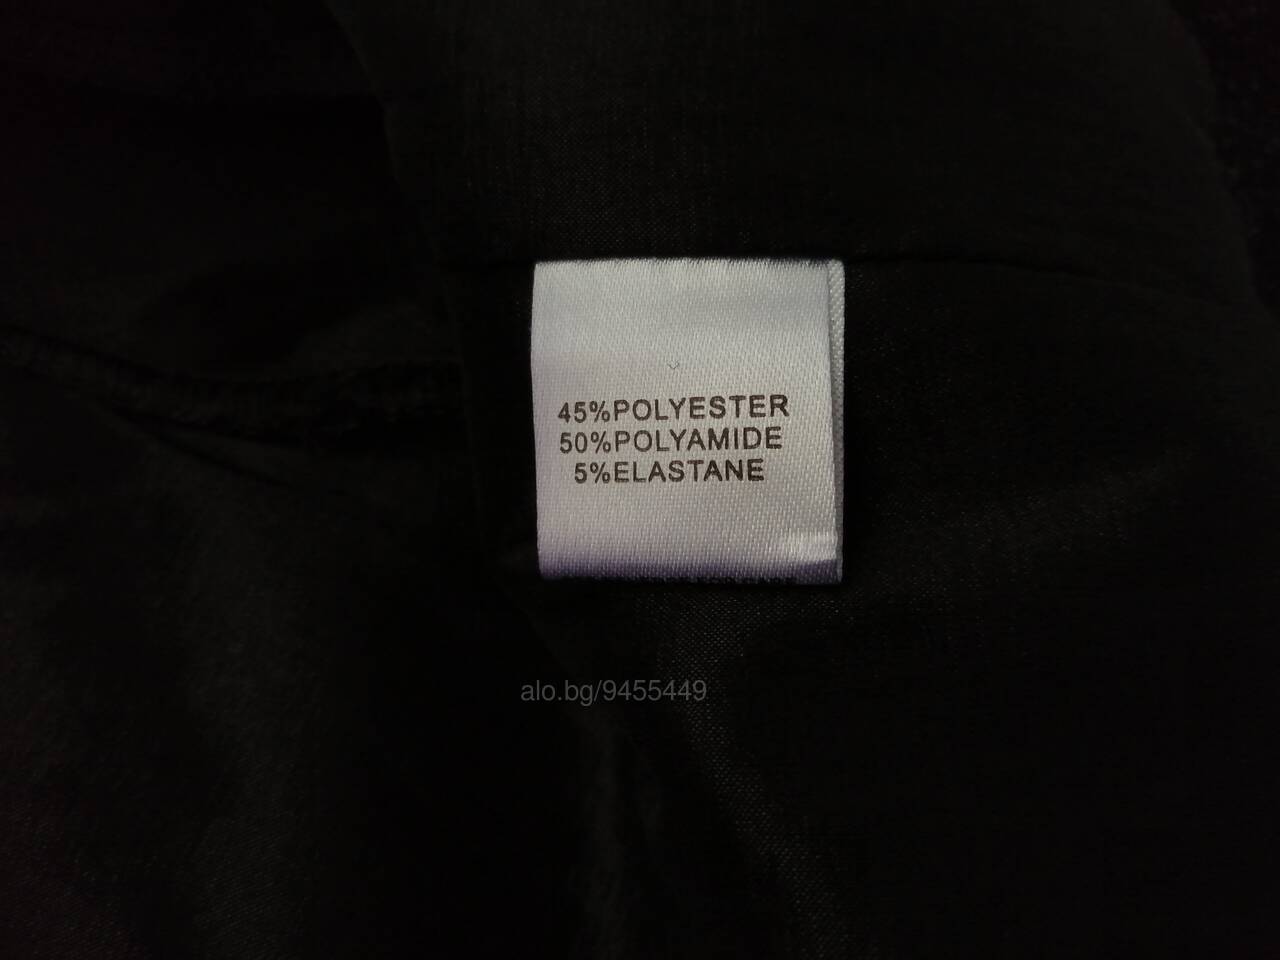 45%POLYESTER
50%POLYAMIDE
5%ELASTANE
alo.bg/9455449